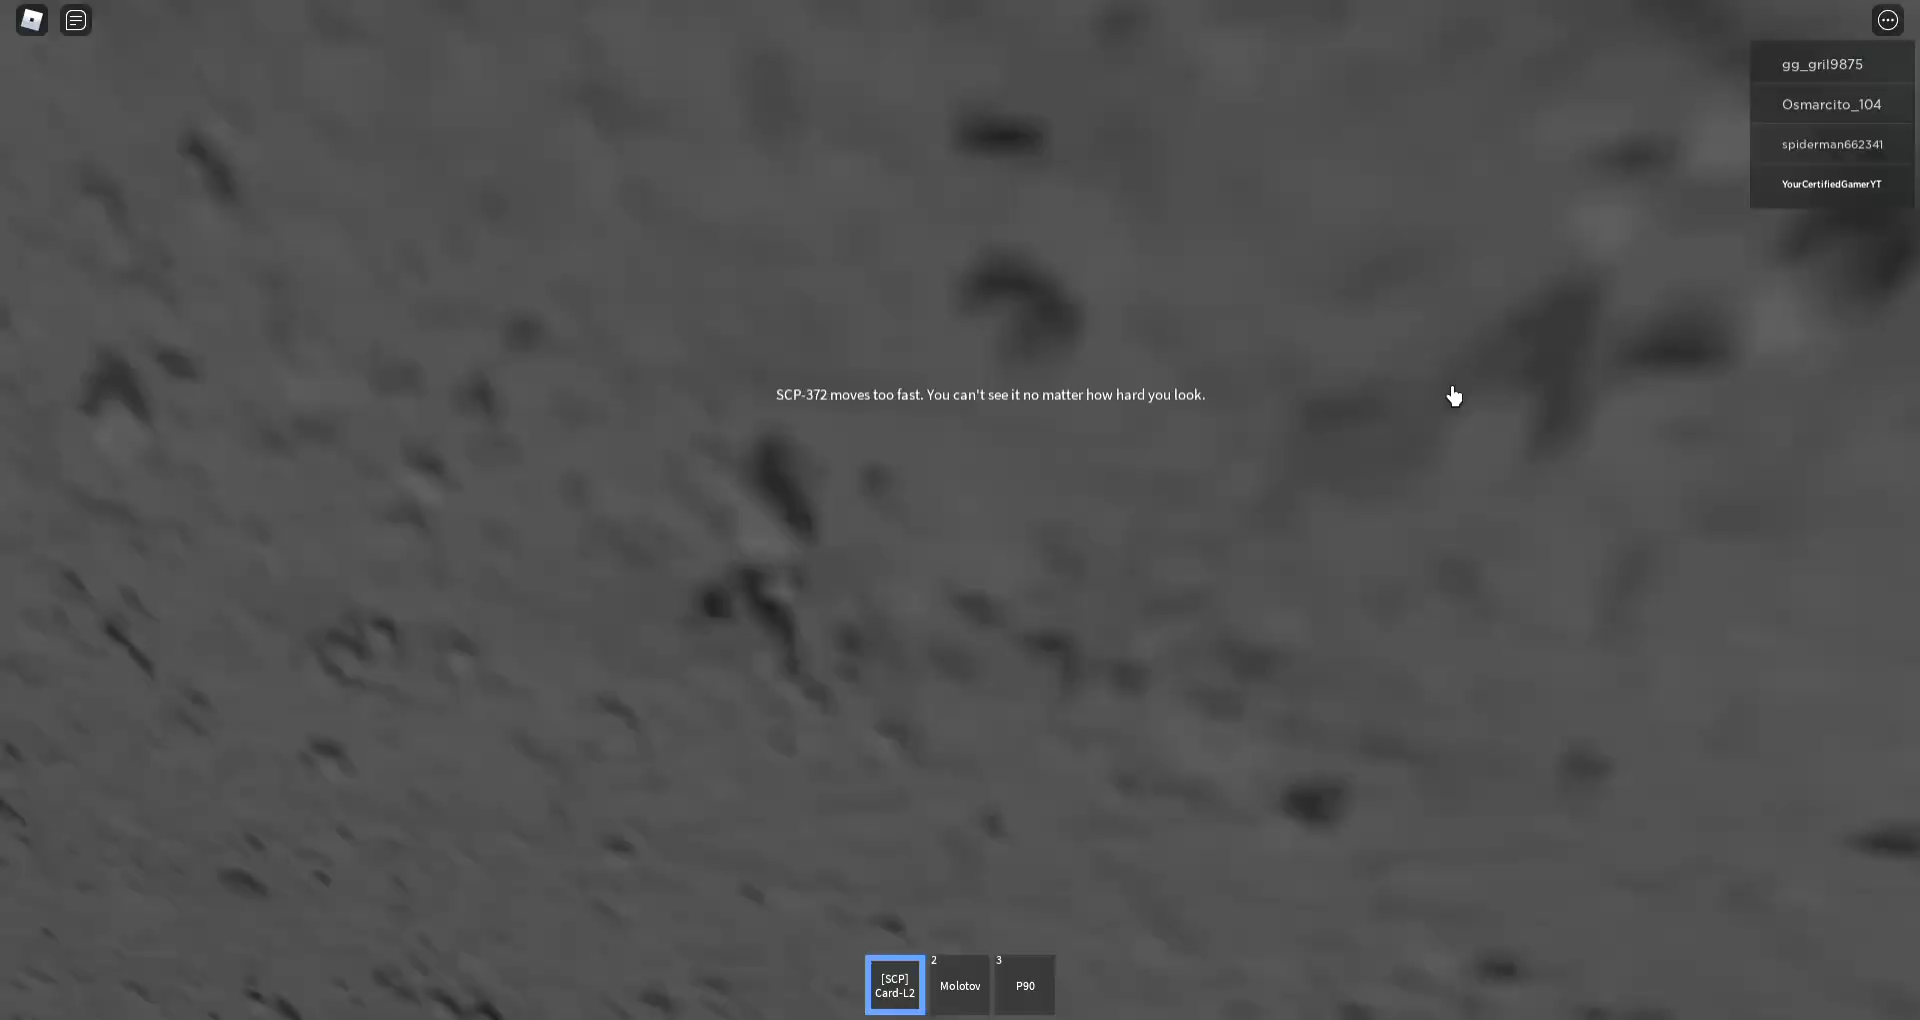 gg_gril9875
Osmarcito_104
spiderman662341
YourCertifiedGamerYT
SCP-372 moves too fast. You can't see it no matter how hard you look.
[SCP]
Card-L2
2
Molotov
3
P90